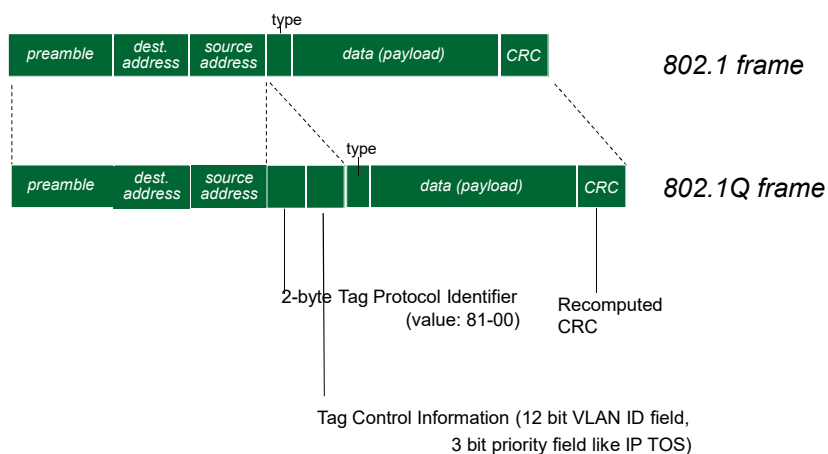 type
preamble
dest.
address
source
address
data (payload)
CRC
802.1 frame
type
preamble
dest.
address
source
address
data (payload)
CRC
802.1Q frame
2-byte Tag Protocol Identifier
(value: 81-00)
Recomputed
CRC
Tag Control Information (12 bit VLAN ID field,
3 bit priority field like IP TOS)